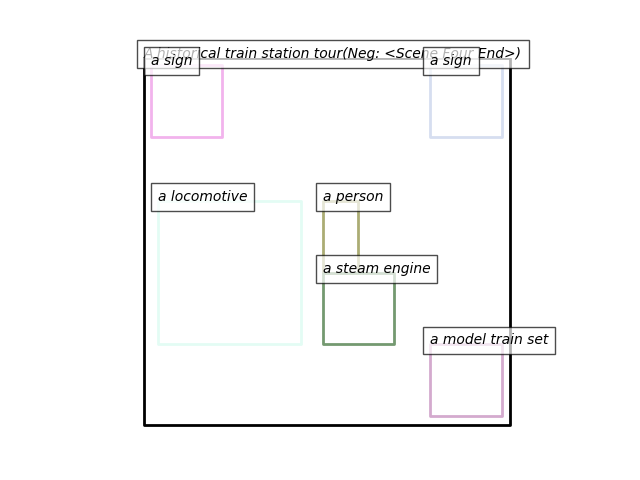 A historical train station tour(Neg: <Scene Four End>)
a sign
a sign
a locomotive
a person
a steam engine
a model train set